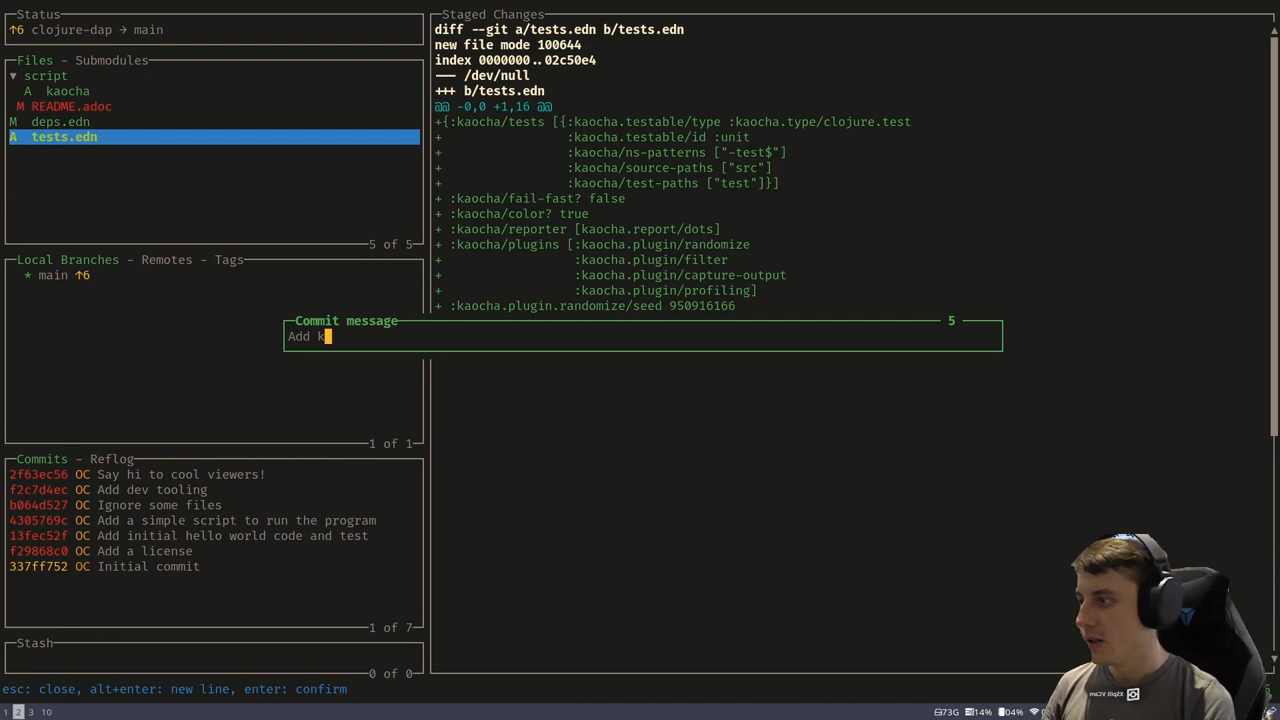 Status
↑6 clojure-dap → main
Files - Submodules
▼ script
A kaocha
M README.adoc
M deps.edn
A tests.edn
5 of 5
Local Branches - Remotes - Tags
* main ↑6
1 of 1
Commits - Reflog
2f63ec56 OC Say hi to cool viewers!
f2c7d4ec OC Add dev tooling
b064d527 OC Ignore some files
4305769c OC Add a simple script to run the program
13fec52f OC Add initial hello world code and test
f29868c0 OC Add a license
337ff752 OC Initial commit
1 of 7
Stash
0 of 0
Staged Changes
diff --git a/tests.edn b/tests.edn
new file mode 100644
index 0000000..02c50e4
--- /dev/null
+++ b/tests.edn
@@ -0,0 +1,16 @@
+{:kaocha/tests [{:kaocha.testable/type :kaocha.type/clojure.test
+ :kaocha.testable/id :unit
+ :kaocha/ns-patterns ["-test$"]
+ :kaocha/source-paths ["src"]
+ :kaocha/test-paths ["test"]}]
+ :kaocha/fail-fast? false
+ :kaocha/color? true
+ :kaocha/reporter [kaocha.report/dots]
+ :kaocha/plugins [:kaocha.plugin/randomize
+ :kaocha.plugin/filter
+ :kaocha.plugin/capture-output
+ :kaocha.plugin/profiling]
+ :kaocha.plugin.randomize/seed 950916166
Commit message 5
Add k
esc: close, alt+enter: new line, enter: confirm
XSplit VCam
1 2 3 10
73G 14% 04%